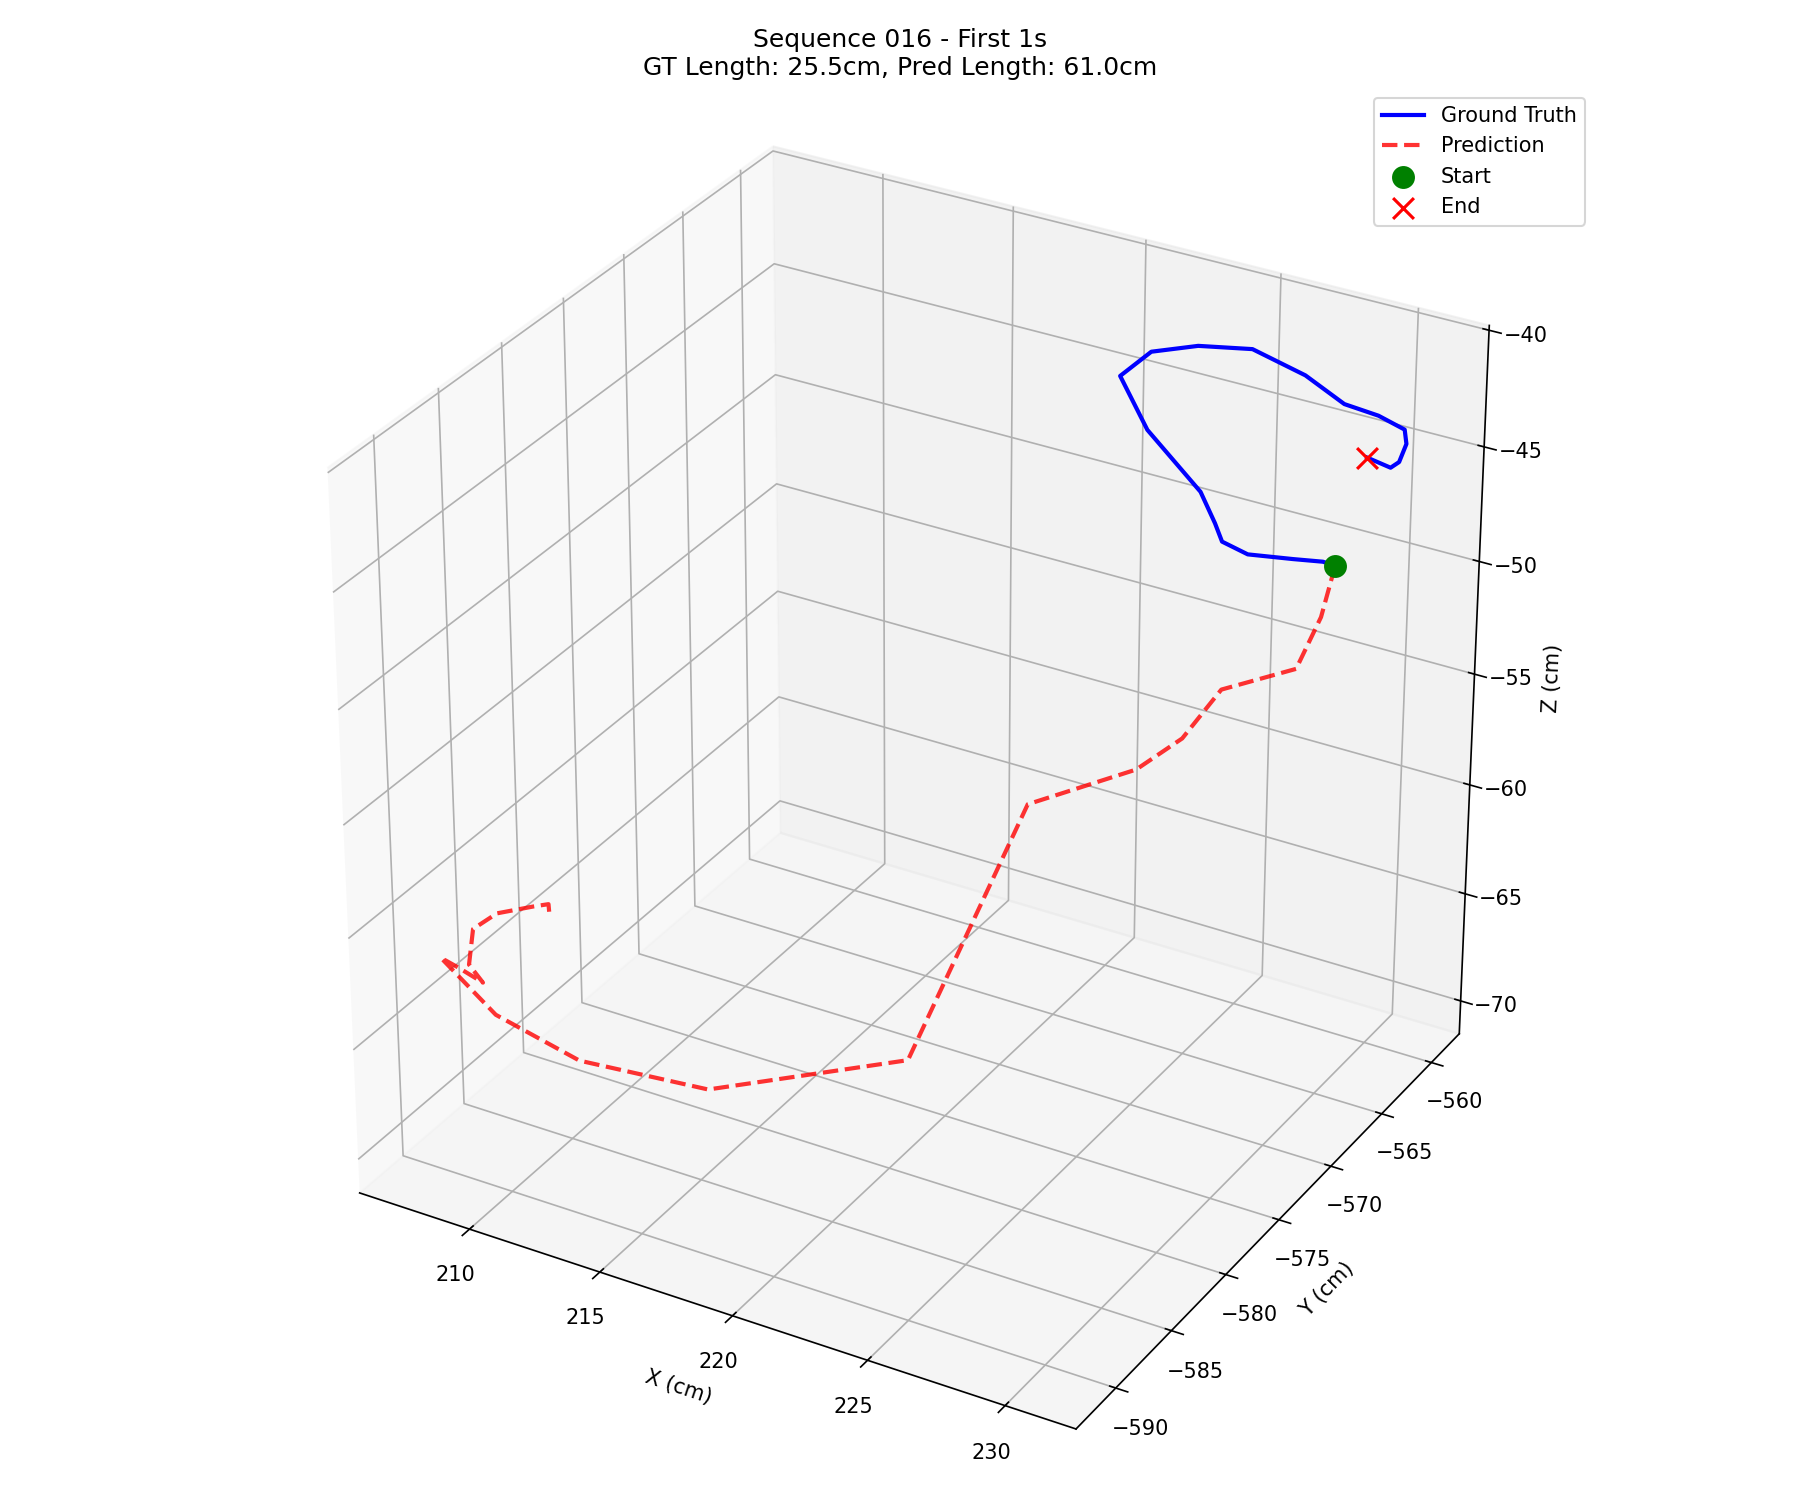 Sequence 016 - First 1s
GT Length: 25.5cm, Pred Length: 61.0cm
Ground Truth
Prediction
Start
End
−40
−45
−50
−55
−60
−65
−70
Z (cm)
−560
−565
−570
−575
−580
−585
−590
Y (cm)
210
215
220
225
230
X (cm)